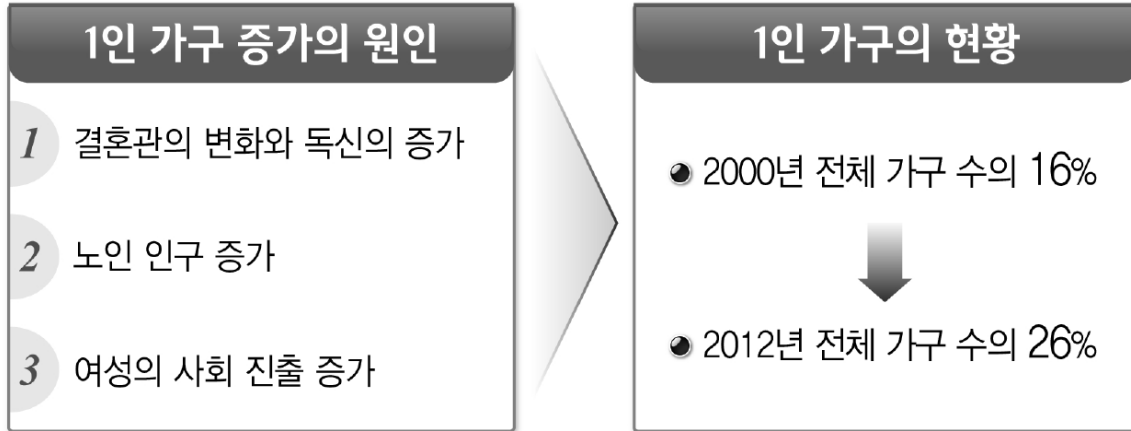 1인 가구 증가의 원인
1 결혼관의 변화와 독신의 증가
2 노인 인구 증가
3 여성의 사회 진출 증가
1인 가구의 현황
2000년 전체 가구 수의 16%
2012년 전체 가구 수의 26%